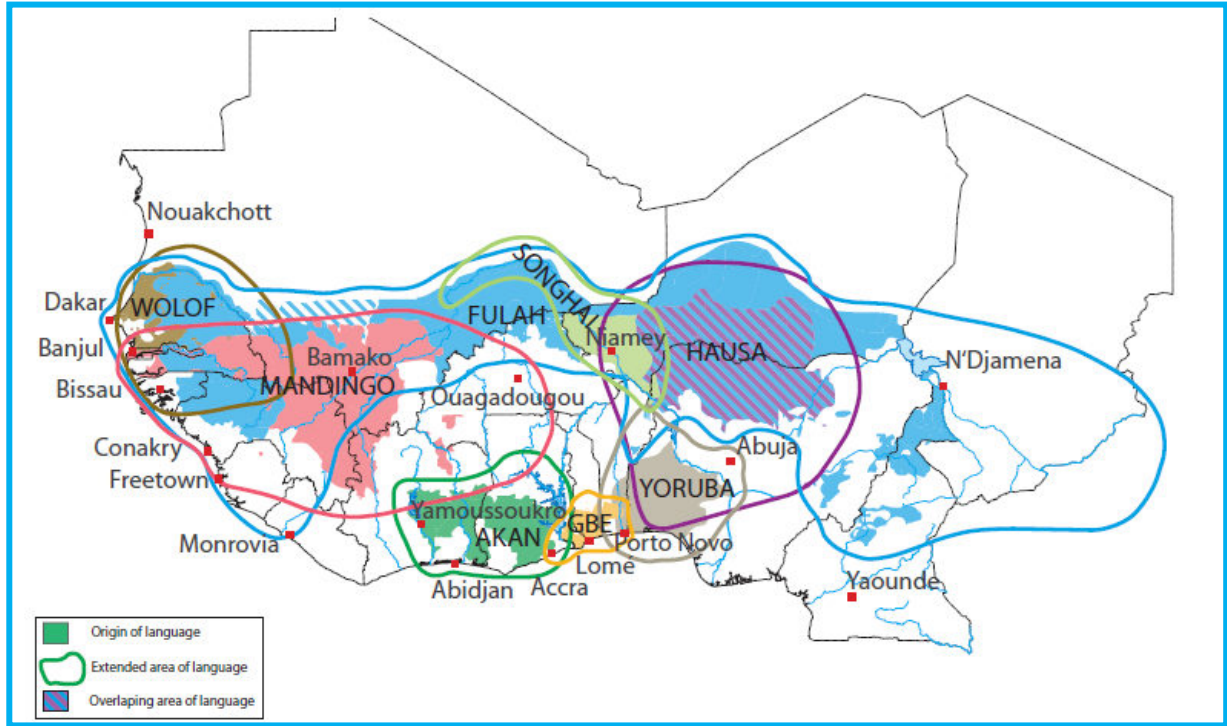 Nouakchott
SONGHAI
Dakar
WOLOF
FULAH
Niamey
HAUSA
N'Djamena
Banjul
Bamako
Bissau
MANDINGO
Ouagadougou
Conakry
Abuja
Freetown
YORUBA
Yamoussoukro
GBE
AKAN
Monrovia
Porto Novo
Lome
Abidjan
Accra
Yaounde
Origin of language
Extended area of language
Overlaping area of language